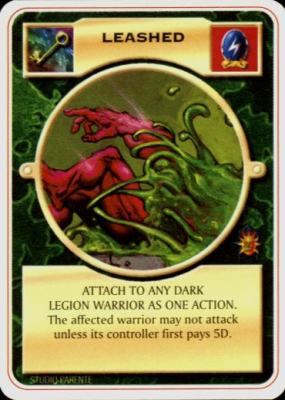 LEASHED
ATTACH TO ANY DARK
LEGION WARRIOR AS ONE ACTION.
The affected warrior may not attack
unless its controller first pays 5D.
STUDIO PARENTE